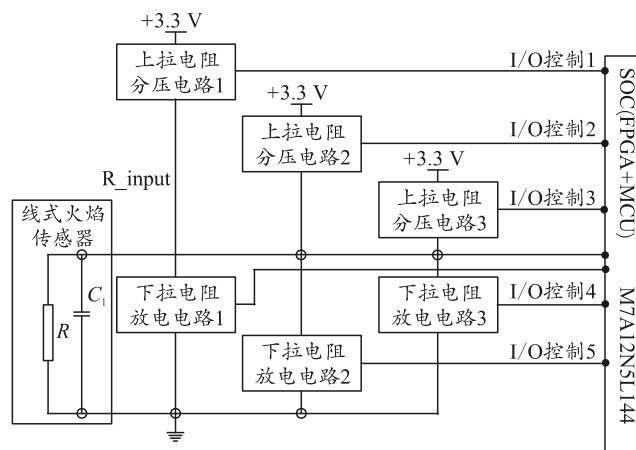 +3.3 V
上拉电阻
分压电路1
I/O控制1
+3.3 V
上拉电阻
分压电路2
I/O控制2
+3.3 V
上拉电阻
分压电路3
I/O控制3
R_input
线式火焰
传感器
R
C₁
下拉电阻
放电电路1
下拉电阻
放电电路3
I/O控制4
下拉电阻
放电电路2
I/O控制5
SOC(FPGA+MCU)
M7A12N5L144